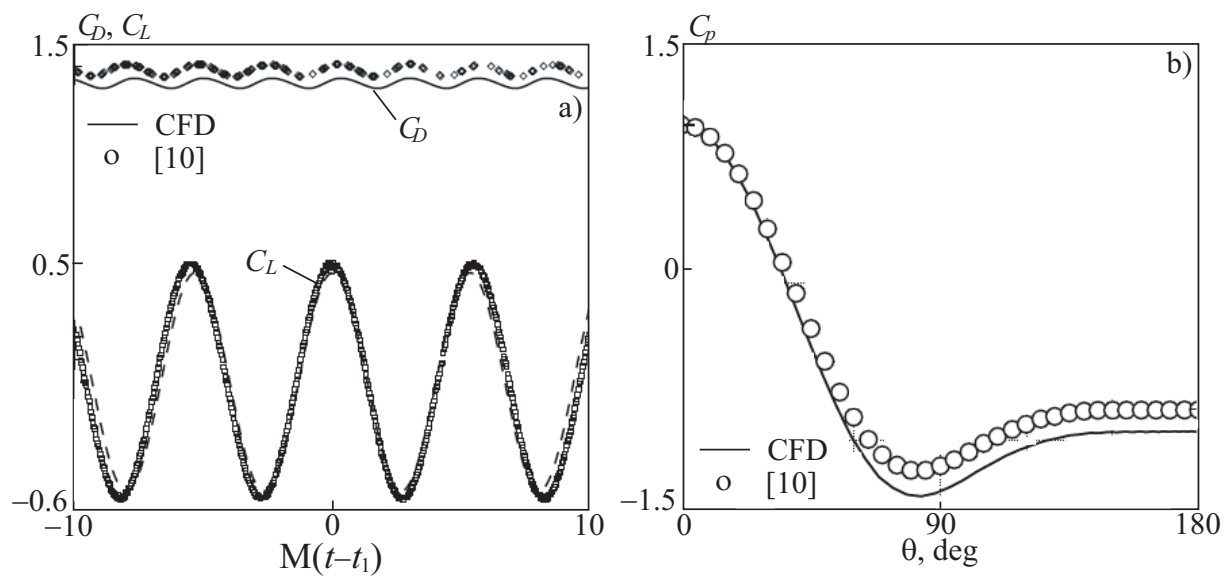 C_D, C_L
1.5
a)
CFD
[10]
C_D
0.5
C_L
–0.6
–10 0 10
M(t–t_1)
C_p
1.5
b)
0
CFD
[10]
–1.5
0 90 180
θ, deg